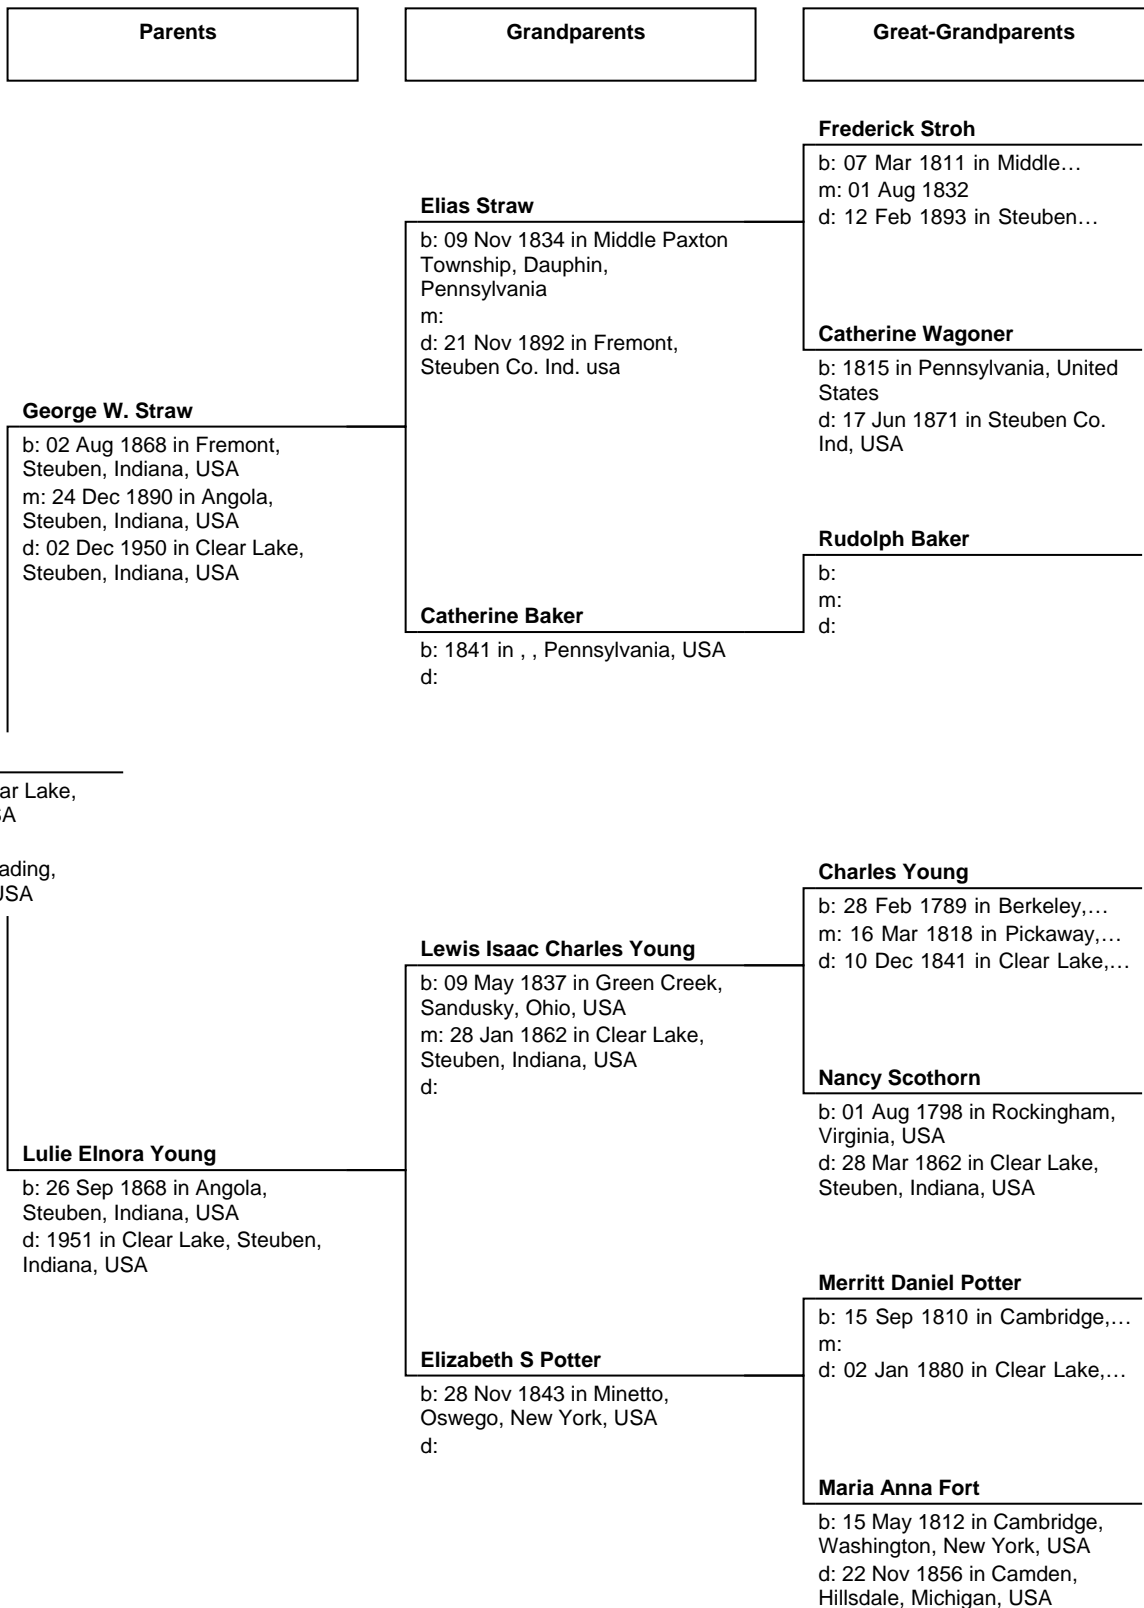 Parents
Grandparents
Great-Grandparents
Frederick Stroh
b: 07 Mar 1811 in Middle…
m: 01 Aug 1832
d: 12 Feb 1893 in Steuben…
Elias Straw
b: 09 Nov 1834 in Middle Paxton
Township, Dauphin,
Pennsylvania
m:
d: 21 Nov 1892 in Fremont,
Steuben Co. Ind. usa
Catherine Wagoner
b: 1815 in Pennsylvania, United
States
d: 17 Jun 1871 in Steuben Co.
Ind, USA
George W. Straw
b: 02 Aug 1868 in Fremont,
Steuben, Indiana, USA
m: 24 Dec 1890 in Angola,
Steuben, Indiana, USA
d: 02 Dec 1950 in Clear Lake,
Steuben, Indiana, USA
Rudolph Baker
b:
m:
d:
Catherine Baker
b: 1841 in , , Pennsylvania, USA
d:
ar Lake,
A
ading,
USA
Charles Young
b: 28 Feb 1789 in Berkeley,…
m: 16 Mar 1818 in Pickaway,…
d: 10 Dec 1841 in Clear Lake,…
Lewis Isaac Charles Young
b: 09 May 1837 in Green Creek,
Sandusky, Ohio, USA
m: 28 Jan 1862 in Clear Lake,
Steuben, Indiana, USA
d:
Nancy Scothorn
b: 01 Aug 1798 in Rockingham,
Virginia, USA
d: 28 Mar 1862 in Clear Lake,
Steuben, Indiana, USA
Lulie Elnora Young
b: 26 Sep 1868 in Angola,
Steuben, Indiana, USA
d: 1951 in Clear Lake, Steuben,
Indiana, USA
Merritt Daniel Potter
b: 15 Sep 1810 in Cambridge,…
m:
d: 02 Jan 1880 in Clear Lake,…
Elizabeth S Potter
b: 28 Nov 1843 in Minetto,
Oswego, New York, USA
d:
Maria Anna Fort
b: 15 May 1812 in Cambridge,
Washington, New York, USA
d: 22 Nov 1856 in Camden,
Hillsdale, Michigan, USA